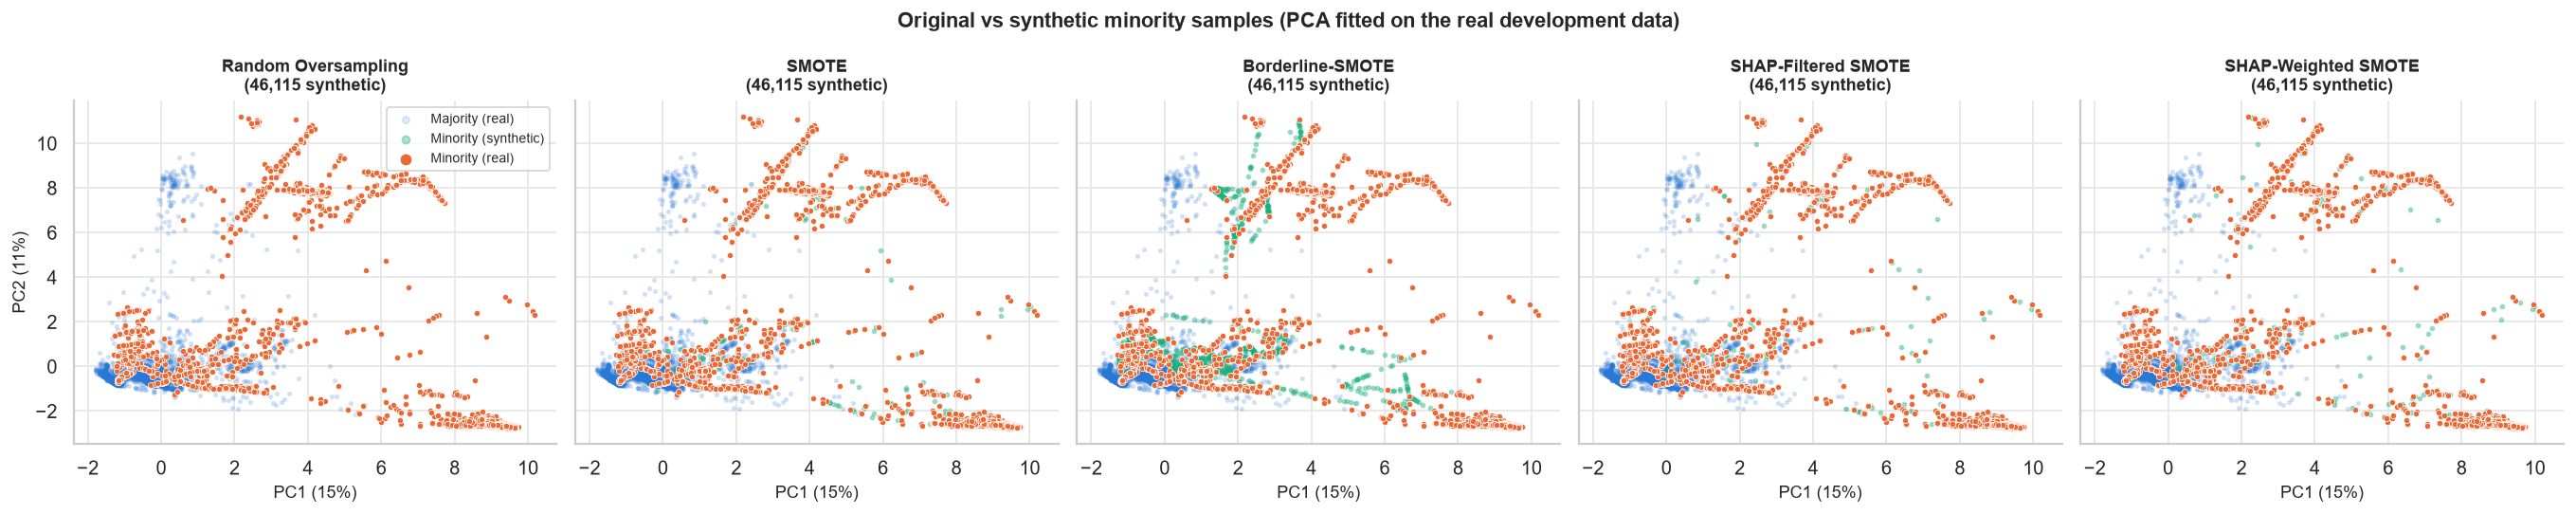 Original vs synthetic minority samples (PCA fitted on the real development data)
Random Oversampling
(46,115 synthetic)
SMOTE
(46,115 synthetic)
Borderline-SMOTE
(46,115 synthetic)
SHAP-Filtered SMOTE
(46,115 synthetic)
SHAP-Weighted SMOTE
(46,115 synthetic)
Majority (real)
Minority (synthetic)
Minority (real)
PC2 (11%)
10
8
6
4
2
0
−2
−2 0 2 4 6 8 10
−2 0 2 4 6 8 10
−2 0 2 4 6 8 10
−2 0 2 4 6 8 10
−2 0 2 4 6 8 10
PC1 (15%)
PC1 (15%)
PC1 (15%)
PC1 (15%)
PC1 (15%)